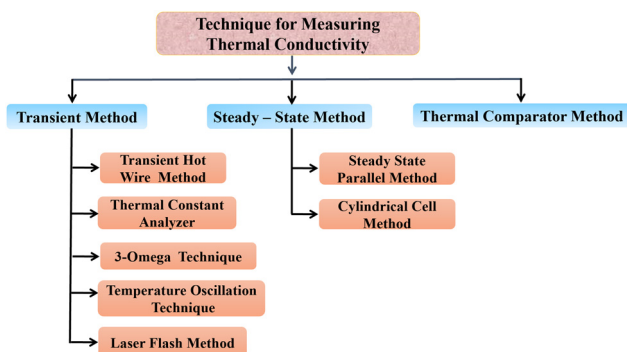 Technique for Measuring
Thermal Conductivity
Transient Method
Steady – State Method
Thermal Comparator Method
Transient Hot
Wire Method
Thermal Constant
Analyzer
3-Omega Technique
Temperature Oscillation
Technique
Laser Flash Method
Steady State
Parallel Method
Cylindrical Cell
Method